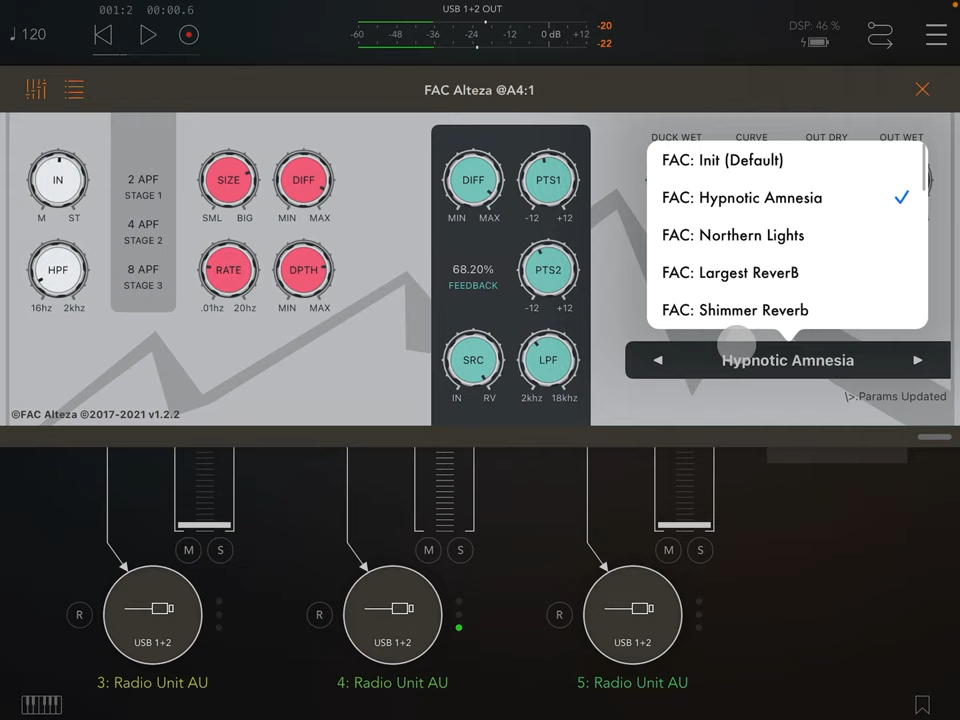 001:2 00:00.6
USB 1+2 OUT
♩120
-60 -48 -36 -24 -12 0 dB +12
-20
-22
DSP: 46 %
FAC Alteza @A4:1
IN
M ST
HPF
16hz 2khz
2 APF
STAGE 1
4 APF
STAGE 2
8 APF
STAGE 3
SIZE
SML BIG
DIFF
MIN MAX
RATE
.01hz 20hz
DPTH
MIN MAX
DIFF
MIN MAX
PTS1
-12 +12
68.20%
FEEDBACK
PTS2
-12 +12
SRC
IN RV
LPF
2khz 18khz
DUCK WET CURVE OUT DRY OUT WET
FAC: Init (Default)
FAC: Hypnotic Amnesia
FAC: Northern Lights
FAC: Largest ReverB
FAC: Shimmer Reverb
Hypnotic Amnesia
\>.Params Updated
©FAC Alteza ©2017-2021 v1.2.2
M S M S M S
R USB 1+2 R USB 1+2 R USB 1+2
3: Radio Unit AU 4: Radio Unit AU 5: Radio Unit AU